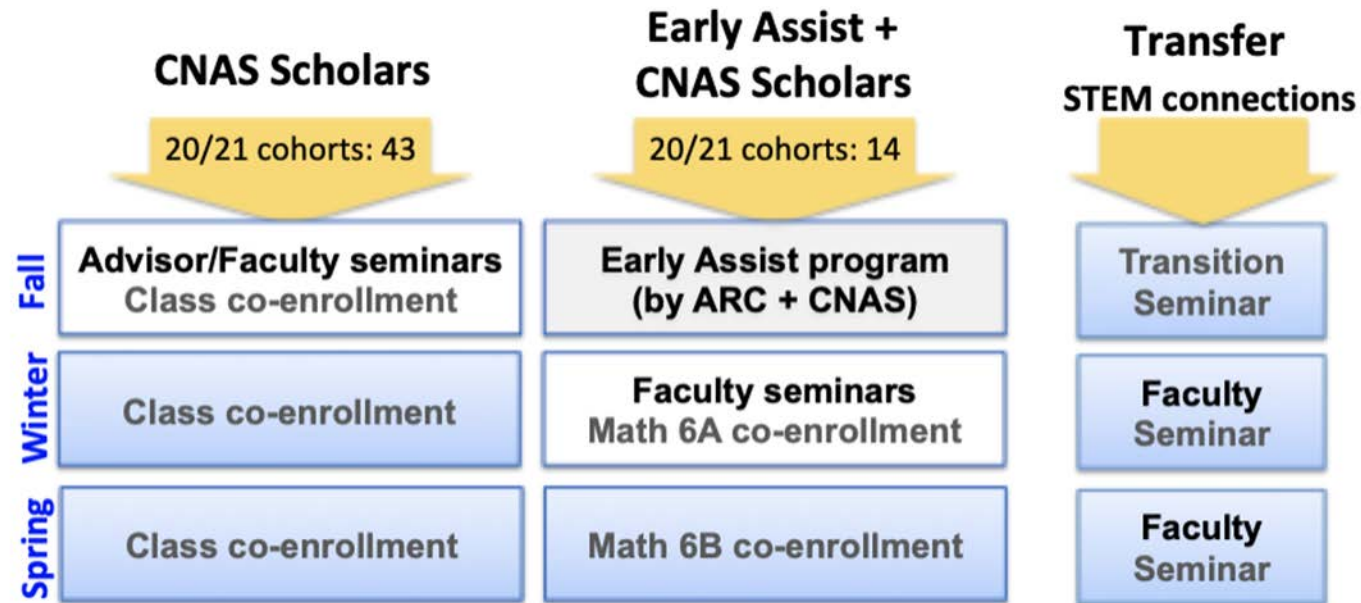 CNAS Scholars
Early Assist +
CNAS Scholars
Transfer
STEM connections
20/21 cohorts: 43
20/21 cohorts: 14
Fall
Advisor/Faculty seminars
Class co-enrollment
Early Assist program
(by ARC + CNAS)
Transition
Seminar
Winter
Class co-enrollment
Faculty seminars
Math 6A co-enrollment
Faculty
Seminar
Spring
Class co-enrollment
Math 6B co-enrollment
Faculty
Seminar